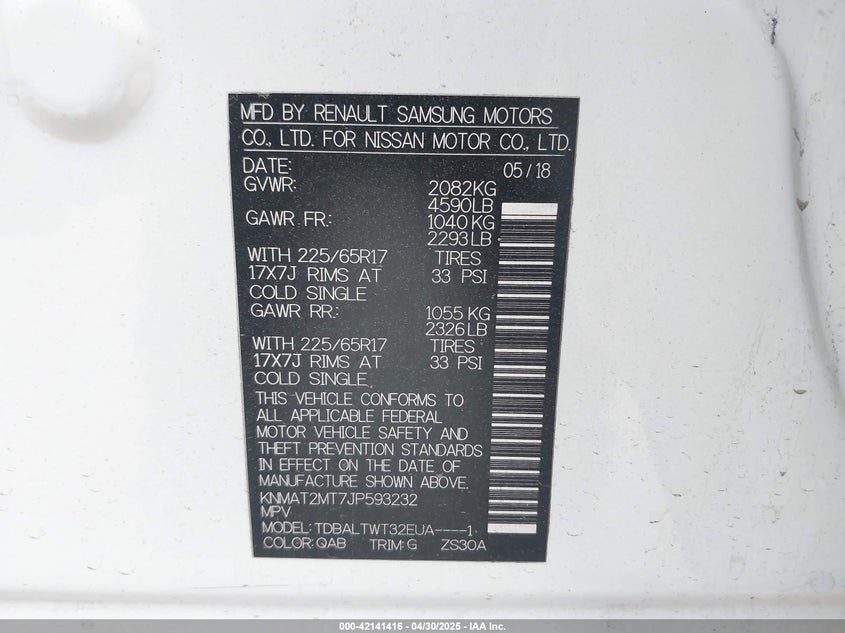 MFD BY RENAULT SAMSUNG MOTORS
CO., LTD. FOR NISSAN MOTOR CO., LTD.
DATE: 05/18
GVWR: 2082KG
4590LB
GAWR FR: 1040KG
2293LB
WITH 225/65R17 TIRES
17X7J RIMS AT 33 PSI
COLD SINGLE
GAWR RR: 1055KG
2326LB
WITH 225/65R17 TIRES
17X7J RIMS AT 33 PSI
COLD SINGLE
THIS VEHICLE CONFORMS TO
ALL APPLICABLE FEDERAL
MOTOR VEHICLE SAFETY AND
THEFT PREVENTION STANDARDS
IN EFFECT ON THE DATE OF
MANUFACTURE SHOWN ABOVE.
KNMAT2MT7JP593232
MPV
MODEL: TDBALTWT32EUA----1
COLOR: QAB TRIM: G ZS30A
000-42141416 - 04/30/2025 - IAA Inc.